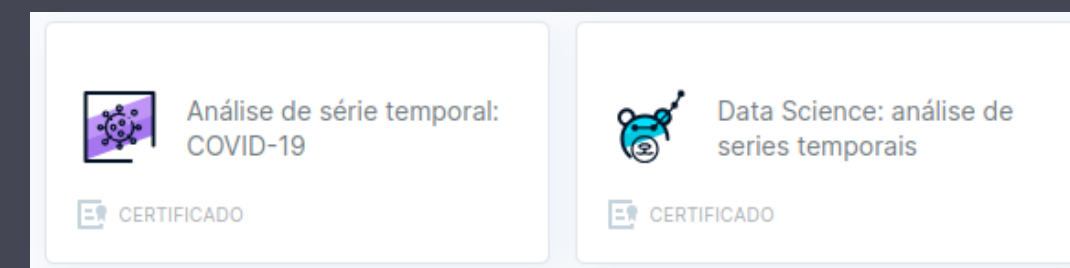 Análise de série temporal:
COVID-19
CERTIFICADO
Data Science: análise de
series temporais
CERTIFICADO